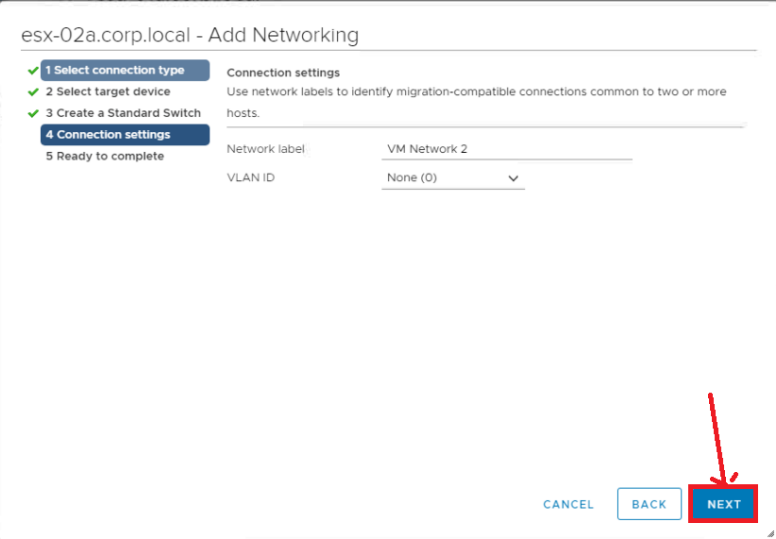 esx-02a.corp.local - Add Networking
1 Select connection type
2 Select target device
3 Create a Standard Switch
4 Connection settings
5 Ready to complete
Connection settings
Use network labels to identify migration-compatible connections common to two or more
hosts.
Network label
VM Network 2
VLAN ID
None (0)
CANCEL
BACK
NEXT